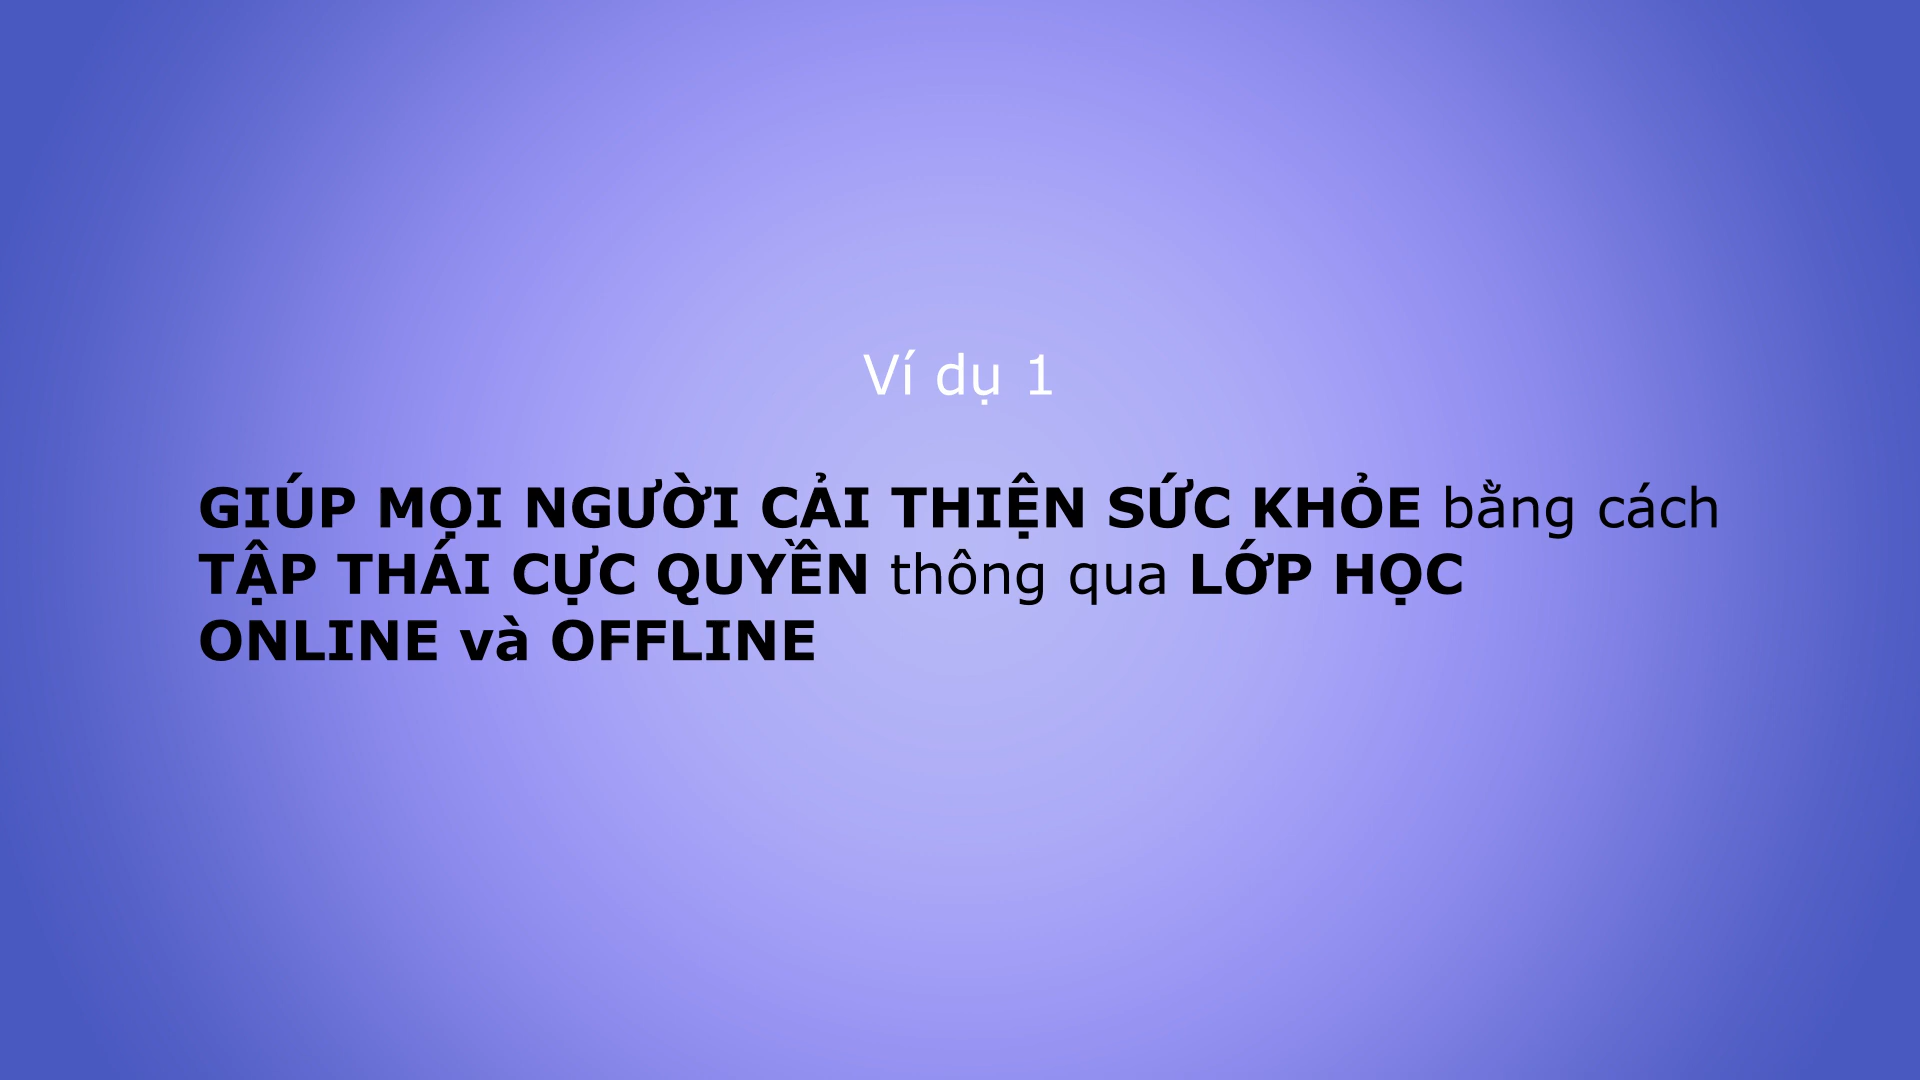 Ví dụ 1
GIÚP MỌI NGƯỜI CẢI THIỆN SỨC KHỎE bằng cách
TẬP THÁI CỰC QUYỀN thông qua LỚP HỌC
ONLINE và OFFLINE